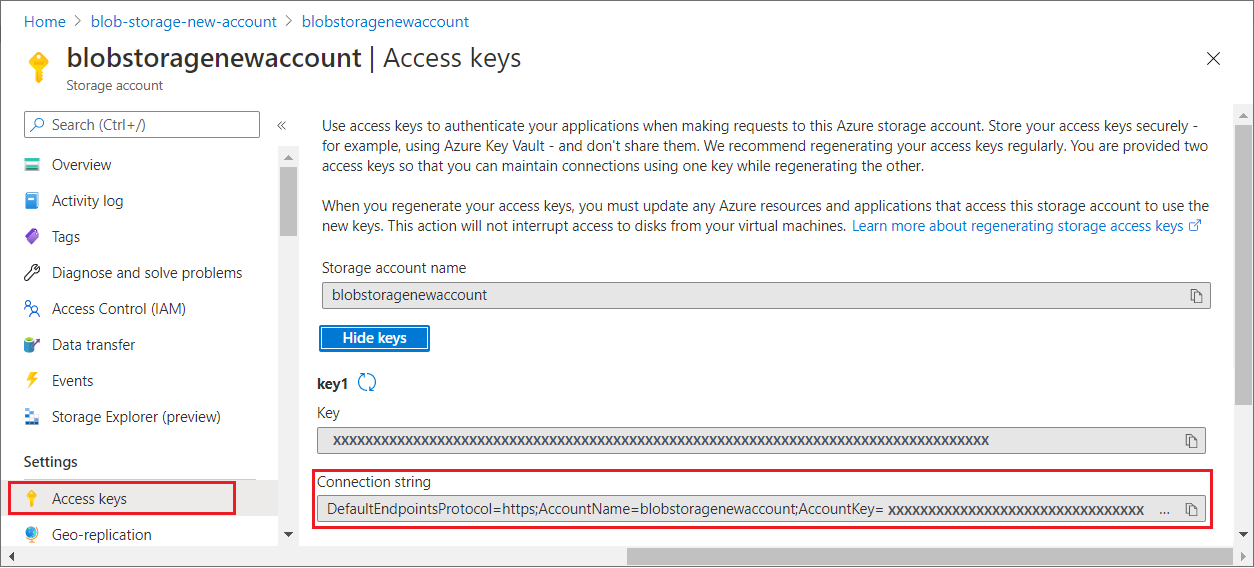 Home > blob-storage-new-account > blobstoragenewaccount
blobstoragenewaccount | Access keys
Storage account
Search (Ctrl+/)
«
Overview
Activity log
Tags
Diagnose and solve problems
Access Control (IAM)
Data transfer
Events
Storage Explorer (preview)
Settings
Access keys
Geo-replication
Use access keys to authenticate your applications when making requests to this Azure storage account. Store your access keys securely -
for example, using Azure Key Vault - and don't share them. We recommend regenerating your access keys regularly. You are provided two
access keys so that you can maintain connections using one key while regenerating the other.
When you regenerate your access keys, you must update any Azure resources and applications that access this storage account to use the
new keys. This action will not interrupt access to disks from your virtual machines. Learn more about regenerating storage access keys
Storage account name
blobstoragenewaccount
Hide keys
key1
Key
xxxxxxxxxxxxxxxxxxxxxxxxxxxxxxxxxxxxxxxxxxxxxxxxxxxxxxxxxxxxxxxxxxxxxxxxxxxxxxxxxx
Connection string
DefaultEndpointsProtocol=https;AccountName=blobstoragenewaccount;AccountKey= xxxxxxxxxxxxxxxxxxxxxxxxxxxxxxxx ...